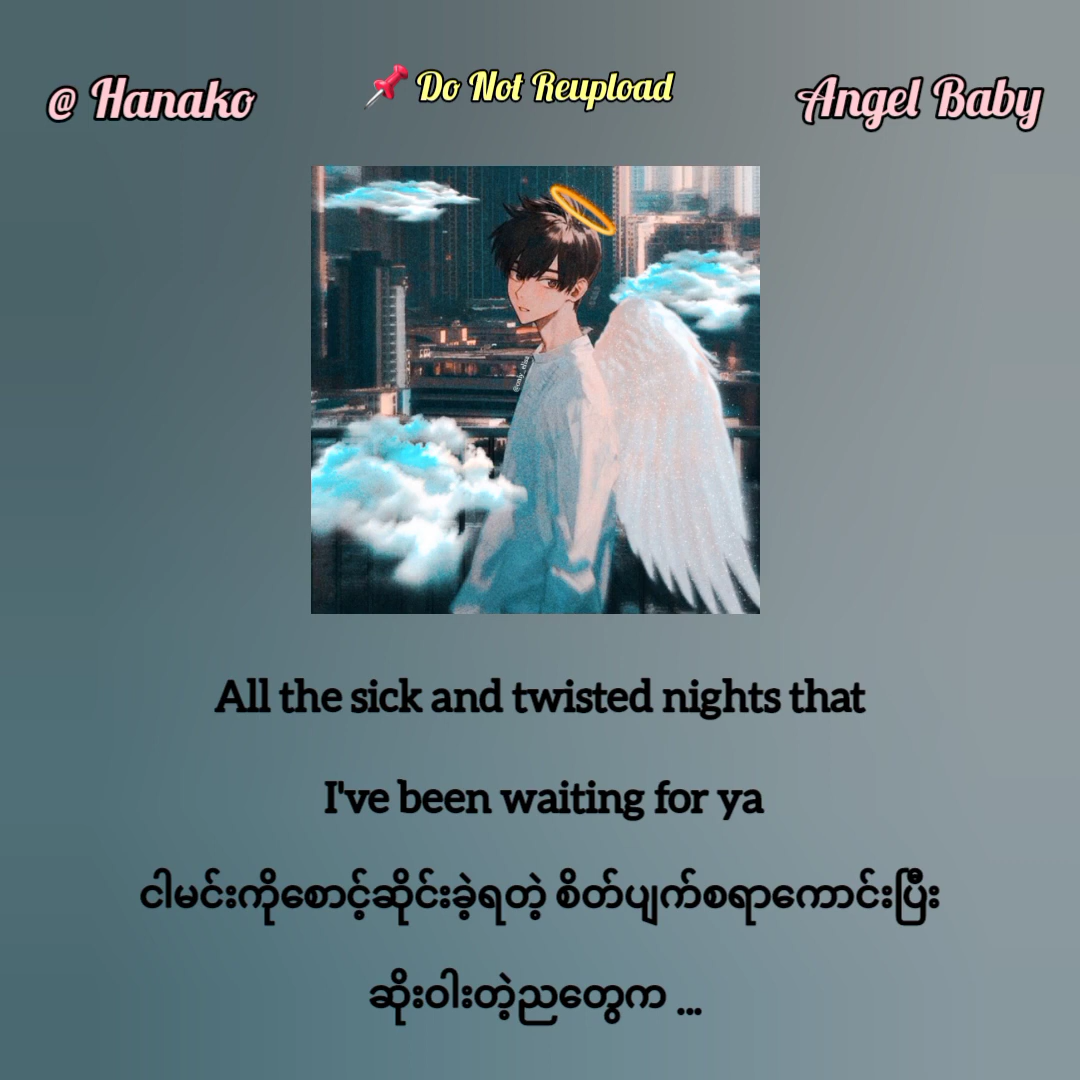 @ Hanako
📌 Do Not Reupload
Angel Baby
All the sick and twisted nights that
I've been waiting for ya
ငါမင်းကိုစောင့်ဆိုင်းခဲ့ရတဲ့ စိတ်ပျက်စရာကောင်းပြီး
ဆိုးဝါးတဲ့ညတွေက ...